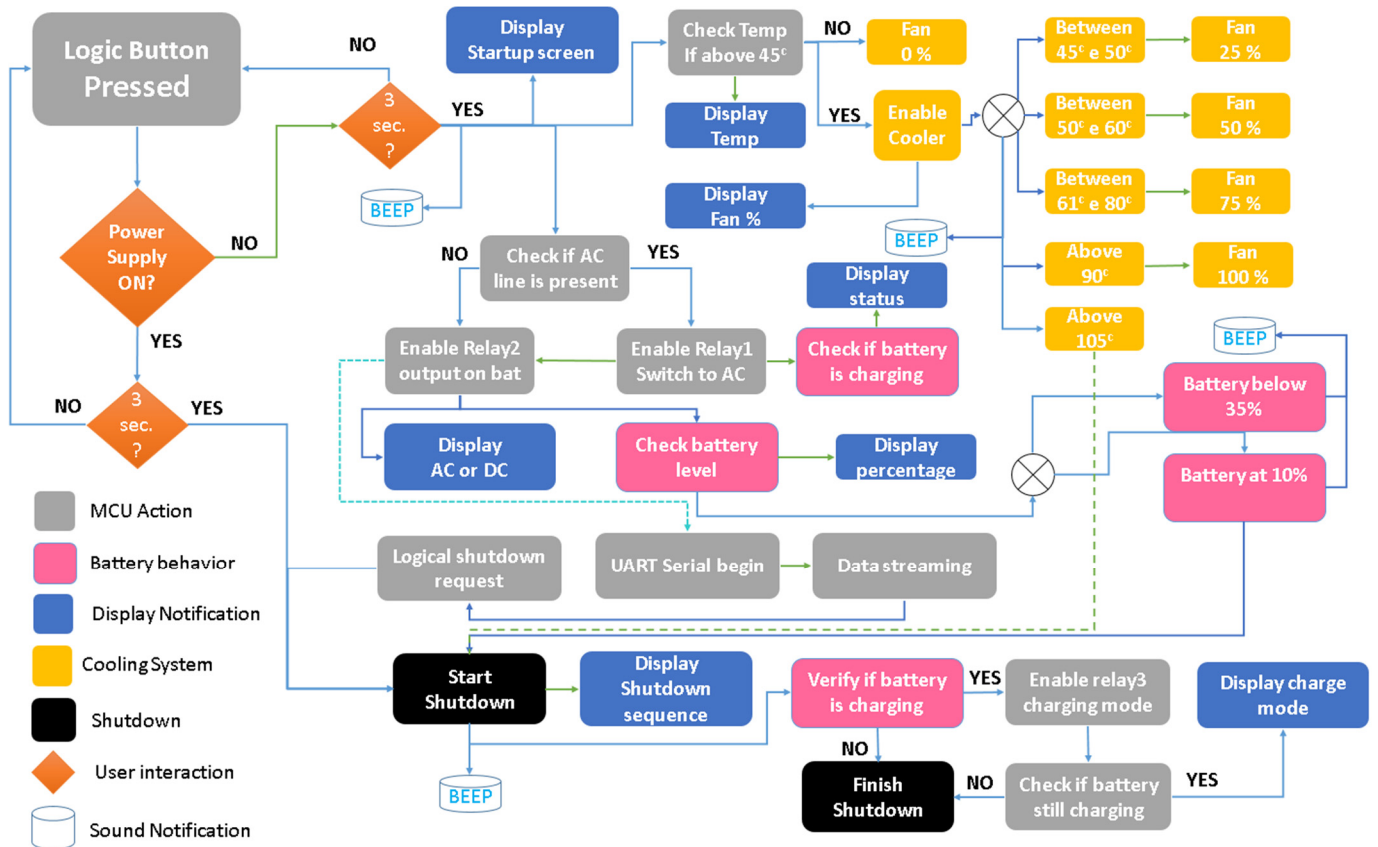 Logic Button
Pressed
NO
3
sec.
?
YES
Display
Startup screen
Check Temp
If above 45ᶜ
NO
Fan
0 %
YES
Enable
Cooler
Display
Temp
Display
Fan %
Between
45ᶜ e 50ᶜ
Fan
25 %
Between
50ᶜ e 60ᶜ
Fan
50 %
Between
61ᶜ e 80ᶜ
Fan
75 %
Above
90ᶜ
Fan
100 %
Above
105ᶜ
BEEP
BEEP
Power
Supply
ON?
NO
YES
3
sec.
?
NO
YES
Check if AC
line is present
NO
YES
Enable Relay2
output on bat
Enable Relay1
Switch to AC
Check if battery
is charging
Display
status
Display
AC or DC
Check battery
level
Display
percentage
BEEP
Battery below
35%
Battery at 10%
Logical shutdown
request
UART Serial begin
Data streaming
Start
Shutdown
Display
Shutdown
sequence
BEEP
Verify if battery
is charging
YES
NO
Enable relay3
charging mode
Display charge
mode
Finish
Shutdown
NO
Check if battery
still charging
YES
MCU Action
Battery behavior
Display Notification
Cooling System
Shutdown
User interaction
Sound Notification